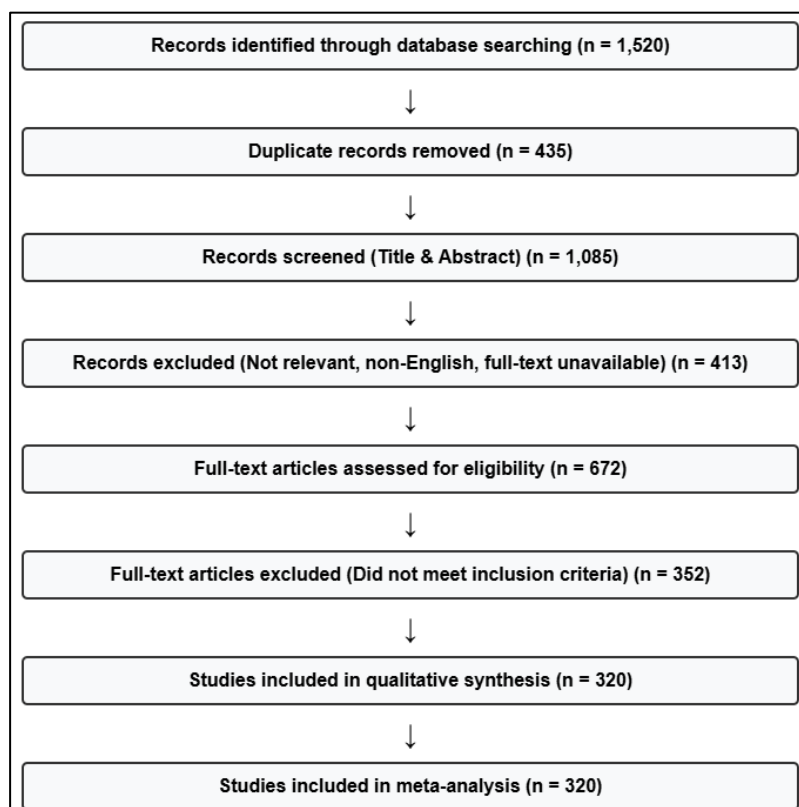 Records identified through database searching (n = 1,520)
↓
Duplicate records removed (n = 435)
↓
Records screened (Title & Abstract) (n = 1,085)
↓
Records excluded (Not relevant, non-English, full-text unavailable) (n = 413)
↓
Full-text articles assessed for eligibility (n = 672)
↓
Full-text articles excluded (Did not meet inclusion criteria) (n = 352)
↓
Studies included in qualitative synthesis (n = 320)
↓
Studies included in meta-analysis (n = 320)